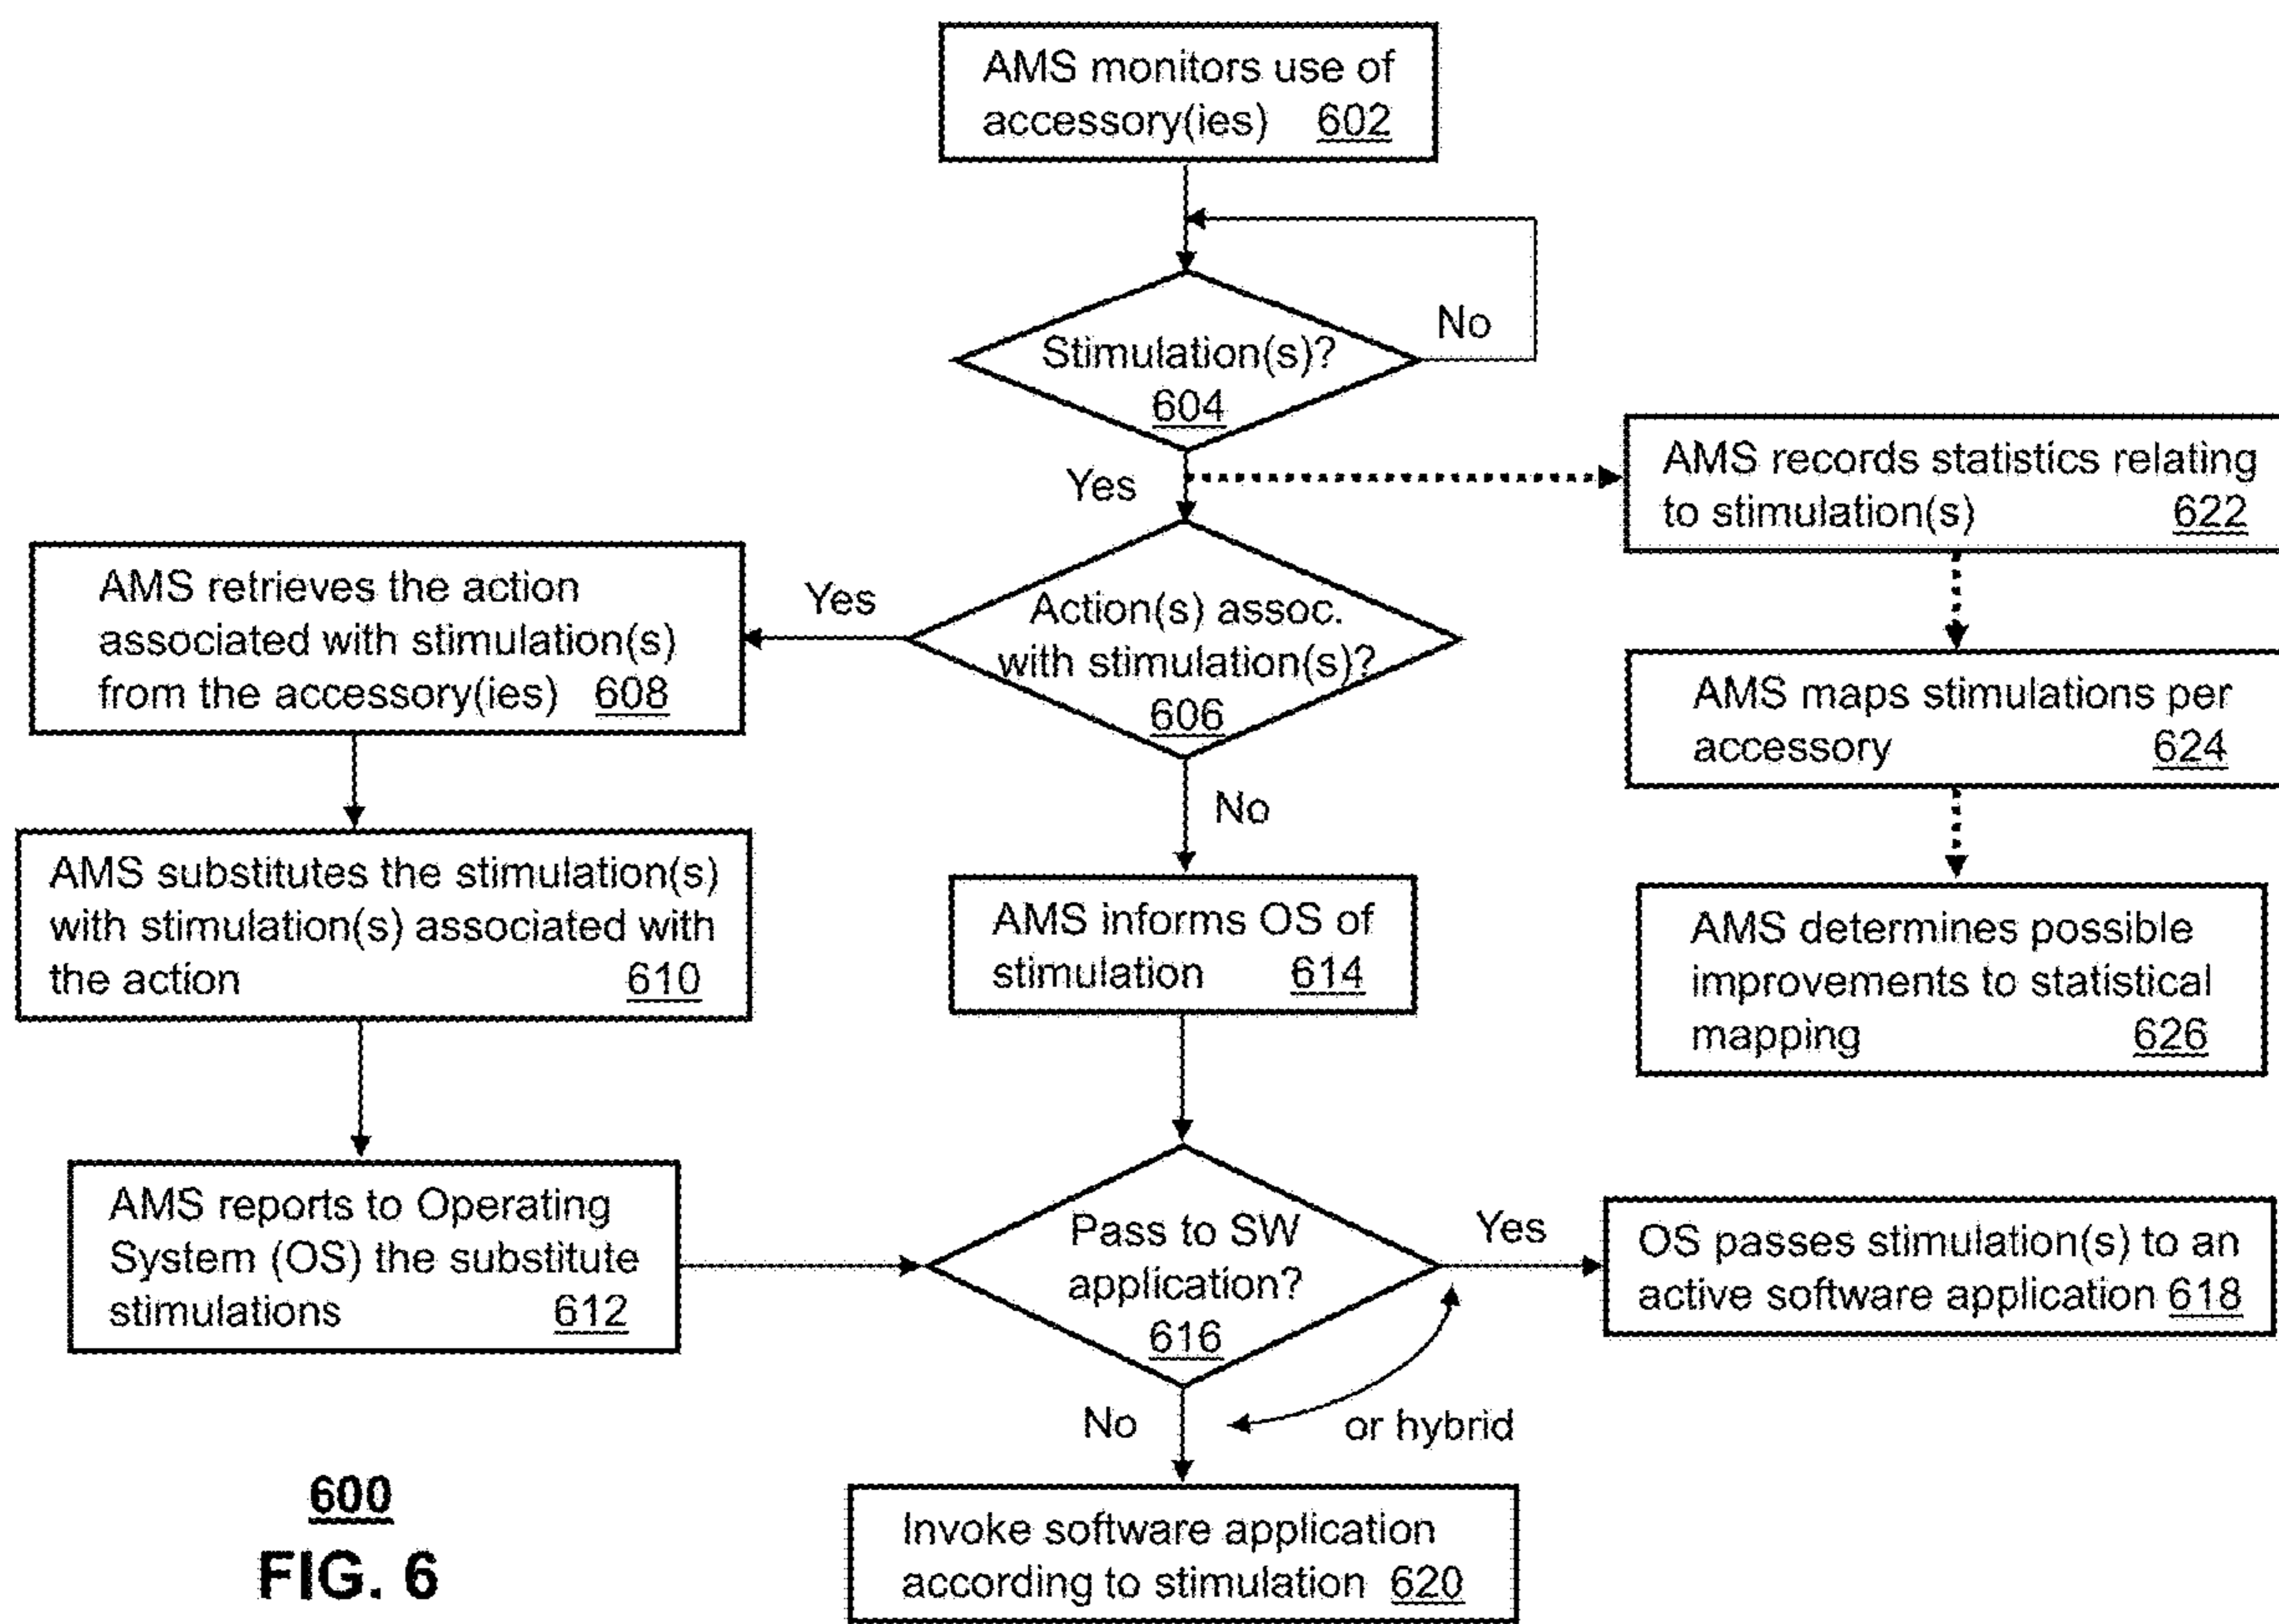 AMS monitors use of
accessory(ies) 602
Stimulation(s)?
604
No
Yes
AMS records statistics relating
to stimulation(s) 622
AMS retrieves the action
associated with stimulation(s)
from the accessory(ies) 608
Yes
Action(s) assoc.
with stimulation(s)?
606
AMS maps stimulations per
accessory 624
No
AMS substitutes the stimulation(s)
with stimulation(s) associated with
the action 610
AMS informs OS of
stimulation 614
AMS determines possible
improvements to statistical
mapping 626
AMS reports to Operating
System (OS) the substitute
stimulations 612
Pass to SW
application?
616
Yes
OS passes stimulation(s) to an
active software application 618
No
or hybrid
Invoke software application
according to stimulation 620
600
FIG. 6